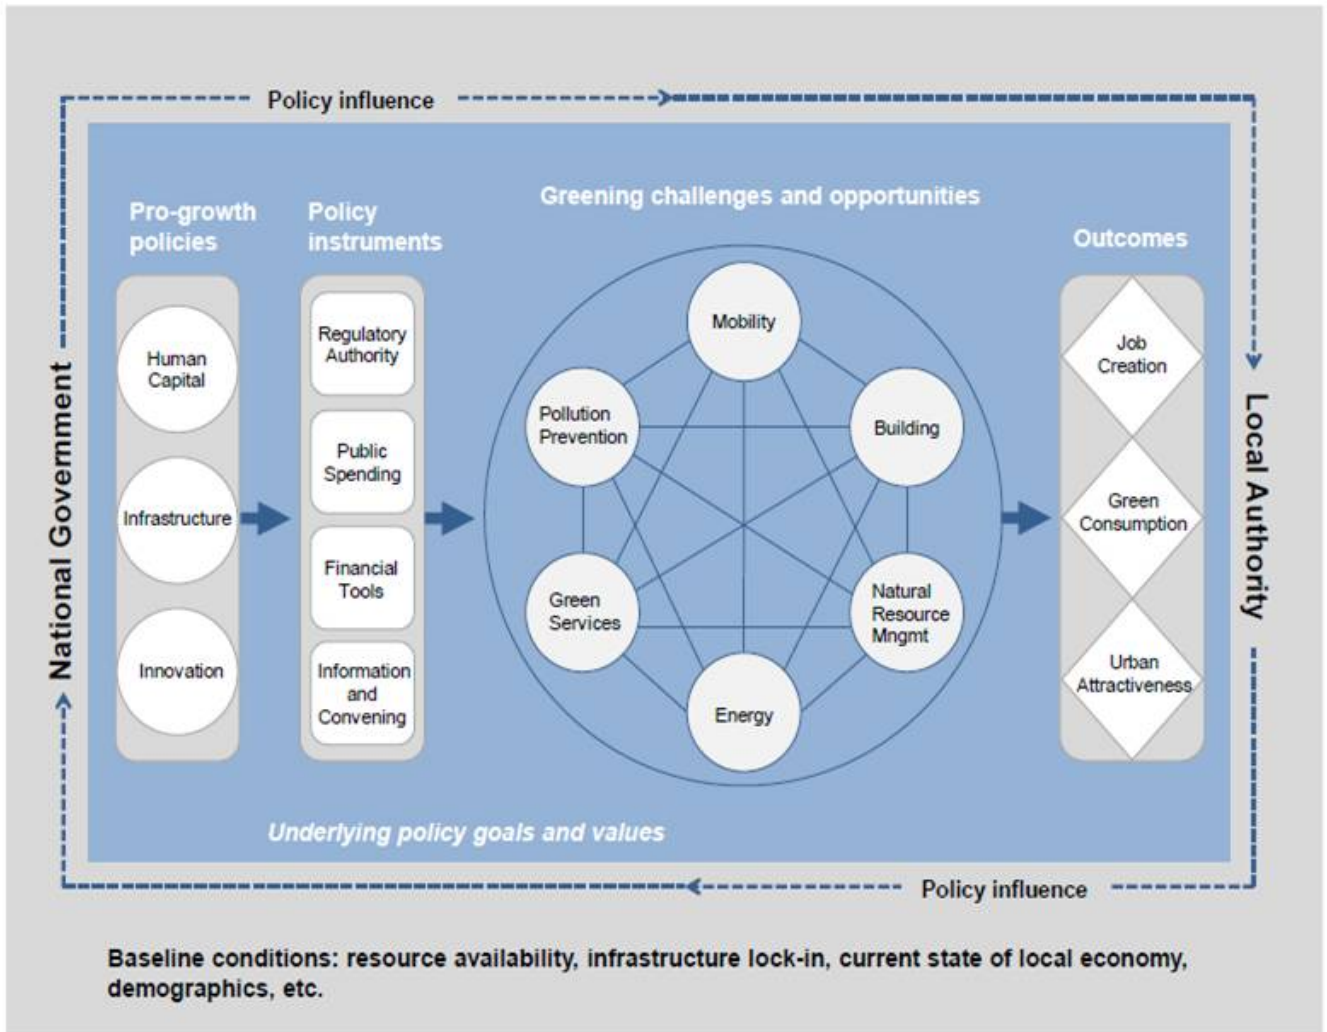 Policy influence
Greening challenges and opportunities
Pro-growth
policies
Policy
instruments
Outcomes
National Government
Human
Capital
Infrastructure
Innovation
Regulatory
Authority
Public
Spending
Financial
Tools
Information
and
Convening
Mobility
Pollution
Prevention
Building
Green
Services
Natural
Resource
Mngmt
Energy
Job
Creation
Green
Consumption
Urban
Attractiveness
Local Authority
Underlying policy goals and values
Policy influence
Baseline conditions: resource availability, infrastructure lock-in, current state of local economy,
demographics, etc.